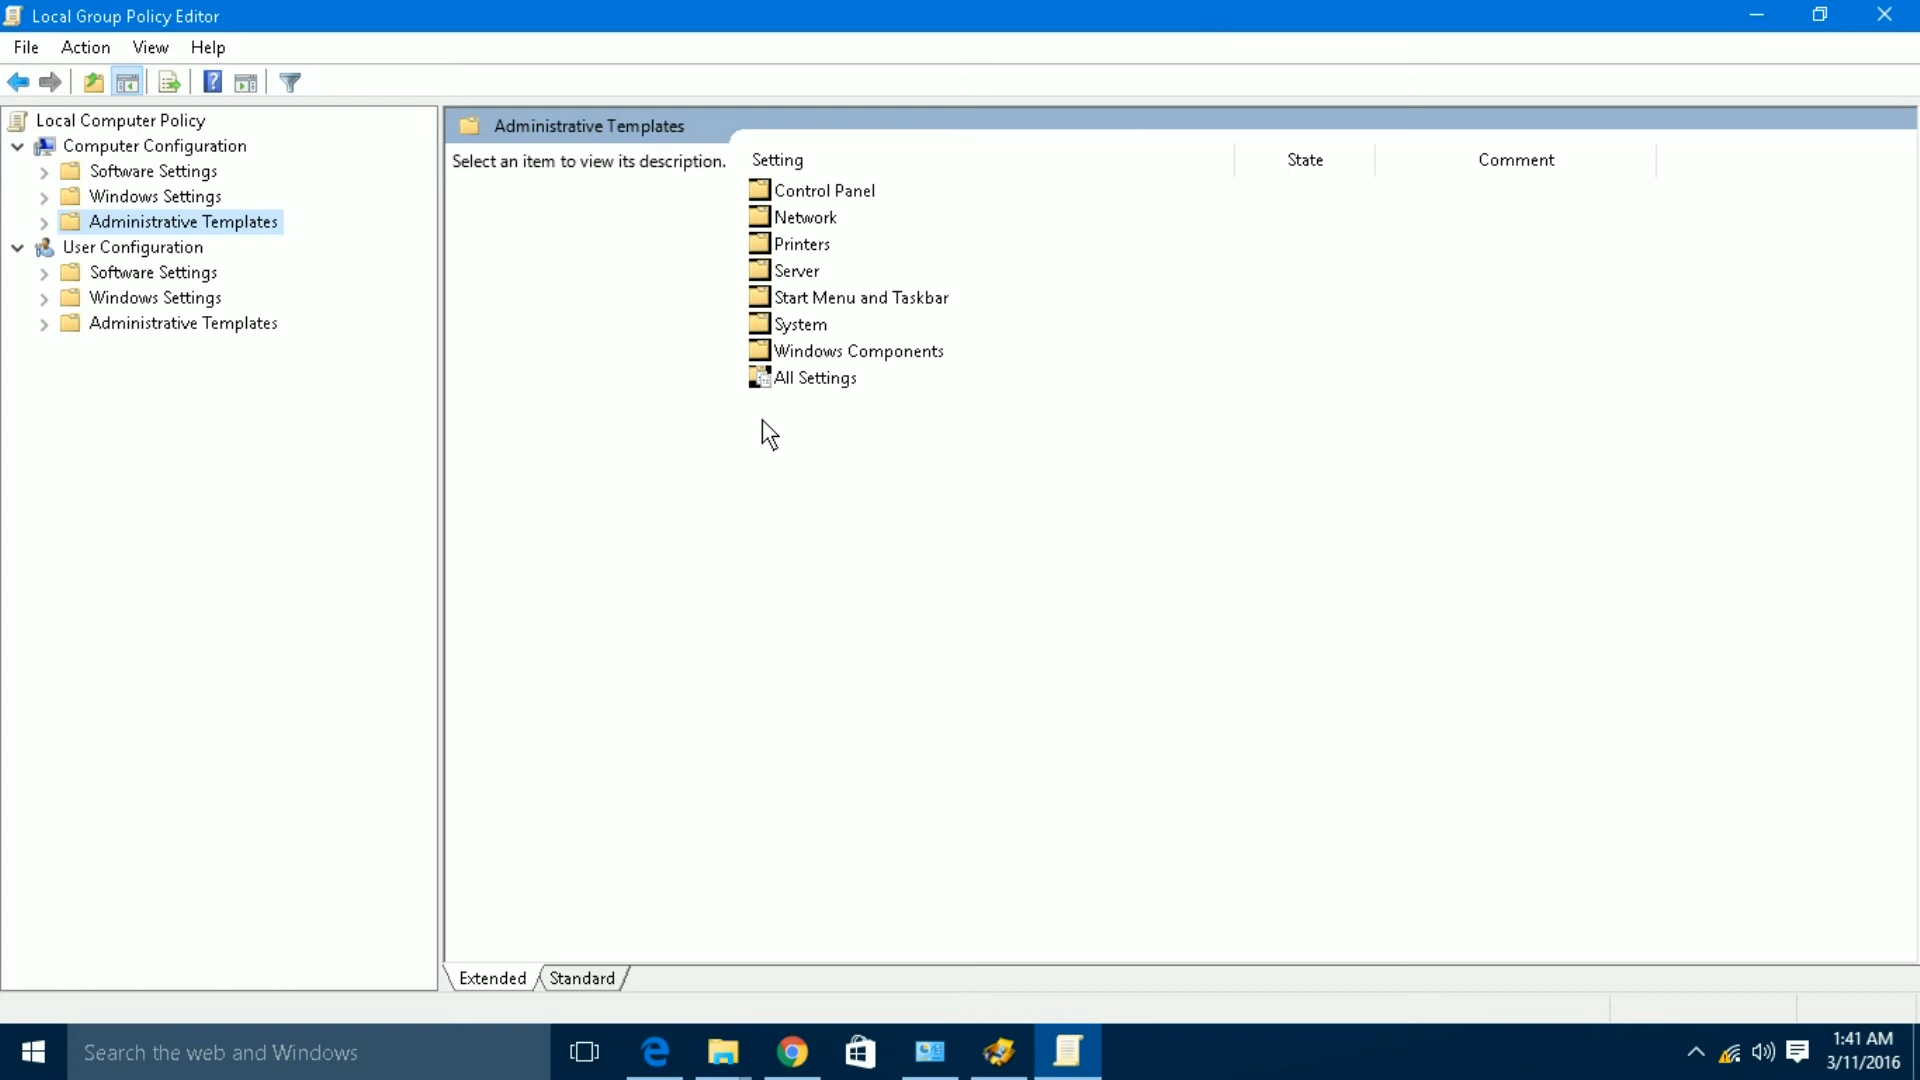 Local Group Policy Editor
File Action View Help
Local Computer Policy
Computer Configuration
Software Settings
Windows Settings
Administrative Templates
User Configuration
Software Settings
Windows Settings
Administrative Templates
Administrative Templates
Select an item to view its description.
Setting State Comment
Control Panel
Network
Printers
Server
Start Menu and Taskbar
System
Windows Components
All Settings
Extended Standard
Search the web and Windows
1:41 AM
3/11/2016